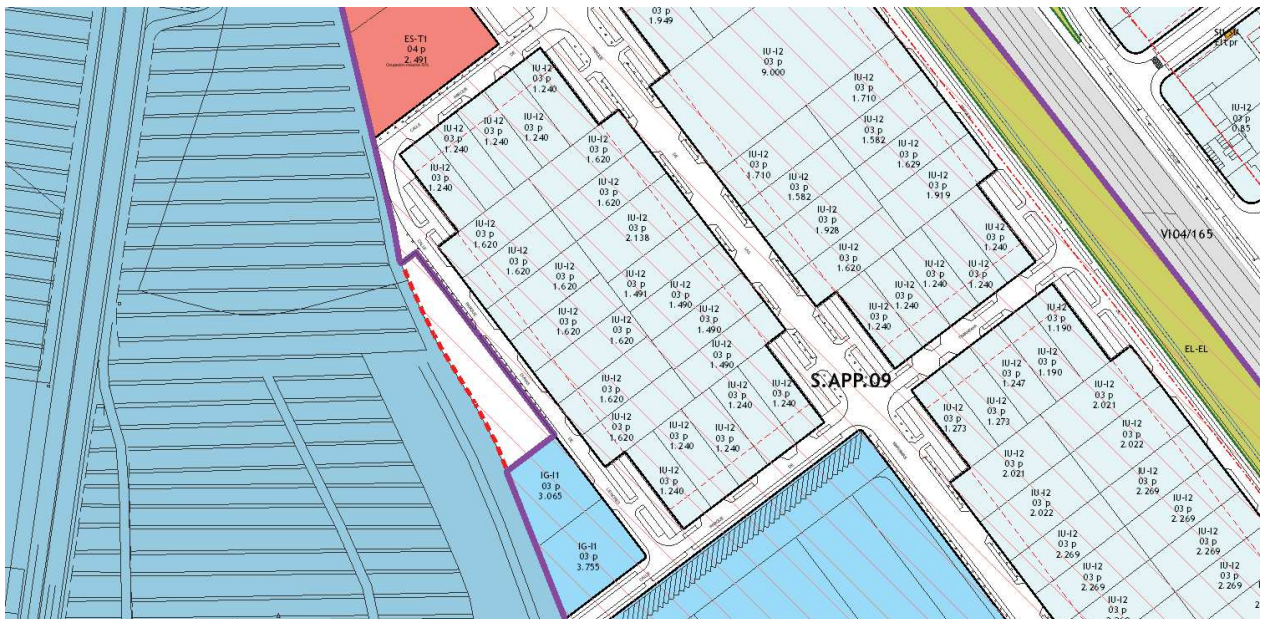 ES-T1
04 p
2.491
IU-I2
03 p
1.240
IU-I2
03 p
1.240
IU-I2
03 p
1.240
IU-I2
03 p
1.240
IU-I2
03 p
1.240
IU-I2
03 p
1.620
IU-I2
03 p
1.620
IU-I2
03 p
2.138
IU-I2
03 p
1.620
IU-I2
03 p
1.620
IU-I2
03 p
1.620
IU-I2
03 p
1.491
IU-I2
03 p
1.490
IU-I2
03 p
1.490
IU-I2
03 p
1.490
IU-I2
03 p
1.620
IU-I2
03 p
1.620
IU-I2
03 p
1.620
IU-I2
03 p
1.620
IU-I2
03 p
1.240
IU-I2
03 p
1.240
IU-I2
03 p
1.240
IU-I2
03 p
1.240
IU-I2
03 p
1.240
03 p
1.949
IU-I2
03 p
9.000
IU-I2
03 p
1.710
IU-I2
03 p
1.582
IU-I2
03 p
1.629
IU-I2
03 p
1.919
IU-I2
03 p
1.710
IU-I2
03 p
1.582
IU-I2
03 p
1.928
IU-I2
03 p
1.620
IU-I2
03 p
1.240
IU-I2
03 p
1.240
IU-I2
03 p
1.240
IU-I2
03 p
1.240
IU-I2
03 p
1.240
S.APP.09
IU-I2
03 p
1.190
IU-I2
03 p
1.190
IU-I2
03 p
1.247
IU-I2
03 p
1.273
IU-I2
03 p
1.273
IU-I2
03 p
2.021
IU-I2
03 p
2.022
IU-I2
03 p
2.021
IU-I2
03 p
2.022
IU-I2
03 p
2.269
IU-I2
03 p
2.269
IU-I2
03 p
2.269
IU-I2
03 p
2.269
IU-I2
03 p
2.269
IU-I2
03 p
2.269
IU-I2
03 p
IG-I1
03 p
3.065
IG-I1
03 p
3.755
VI04/165
EL-EL
IU-I2
03 p
0.85